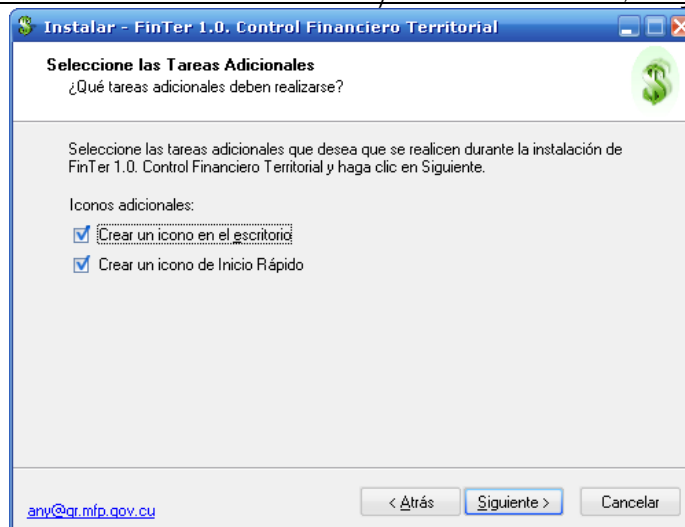 Instalar - FinTer 1.0. Control Financiero Territorial
Seleccione las Tareas Adicionales
¿Qué tareas adicionales deben realizarse?
Seleccione las tareas adicionales que desea que se realicen durante la instalación de
FinTer 1.0. Control Financiero Territorial y haga clic en Siguiente.
Iconos adicionales:
Crear un icono en el escritorio
Crear un icono de Inicio Rápido
any@gr.mfp.gov.cu
< Atrás
Siguiente >
Cancelar